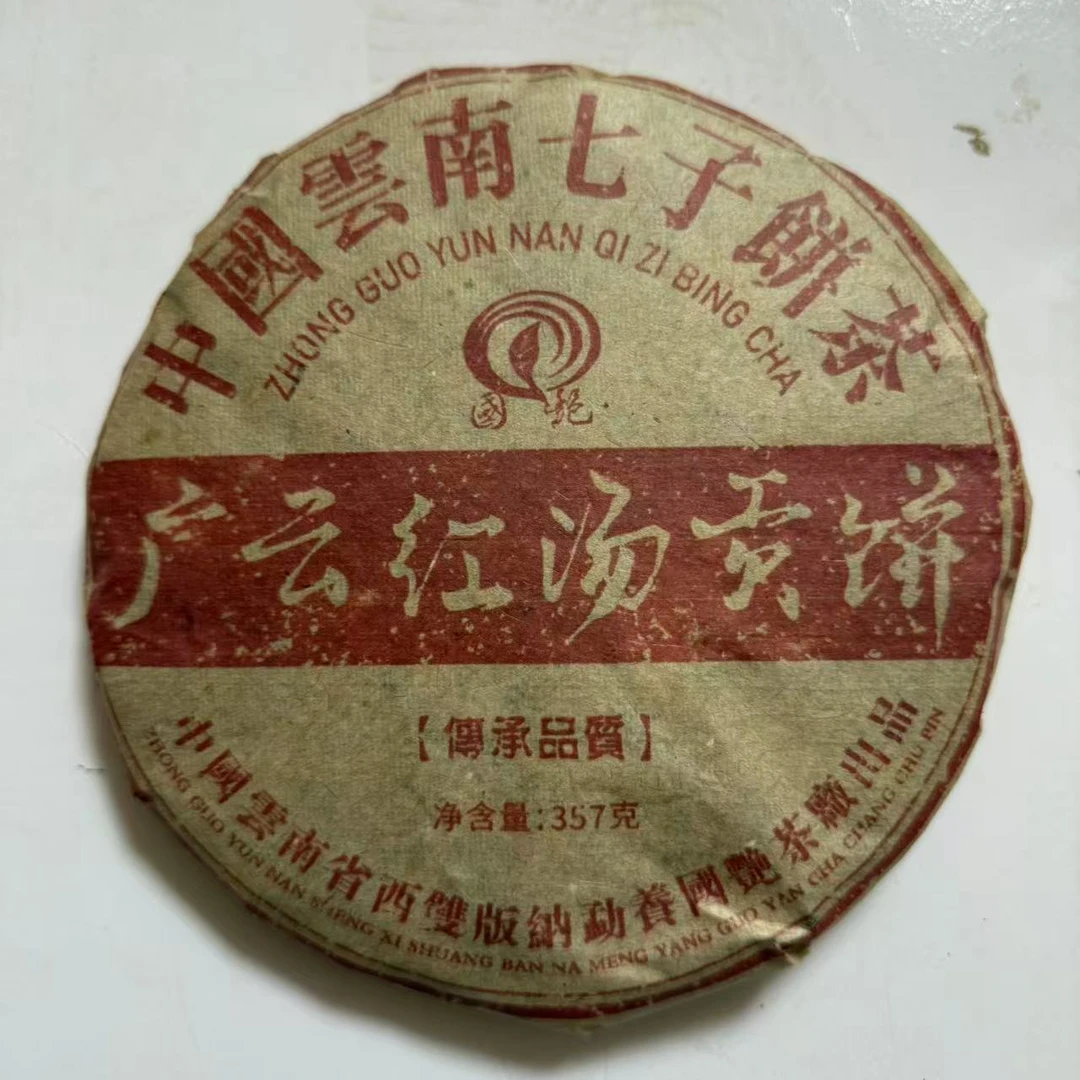 中國雲南七子餅茶
ZHONG GUO YUN NAN QI ZI BING CHA
國艷
广云红汤贡饼
【傳承品質】
净含量:357克
中國雲南省西雙版納勐養國艷茶廠出品
ZHONG GUO YUN NAN SHENG XI SHUANG BAN NA MENG YANG GUO YAN CHA CHANG CHU PIN